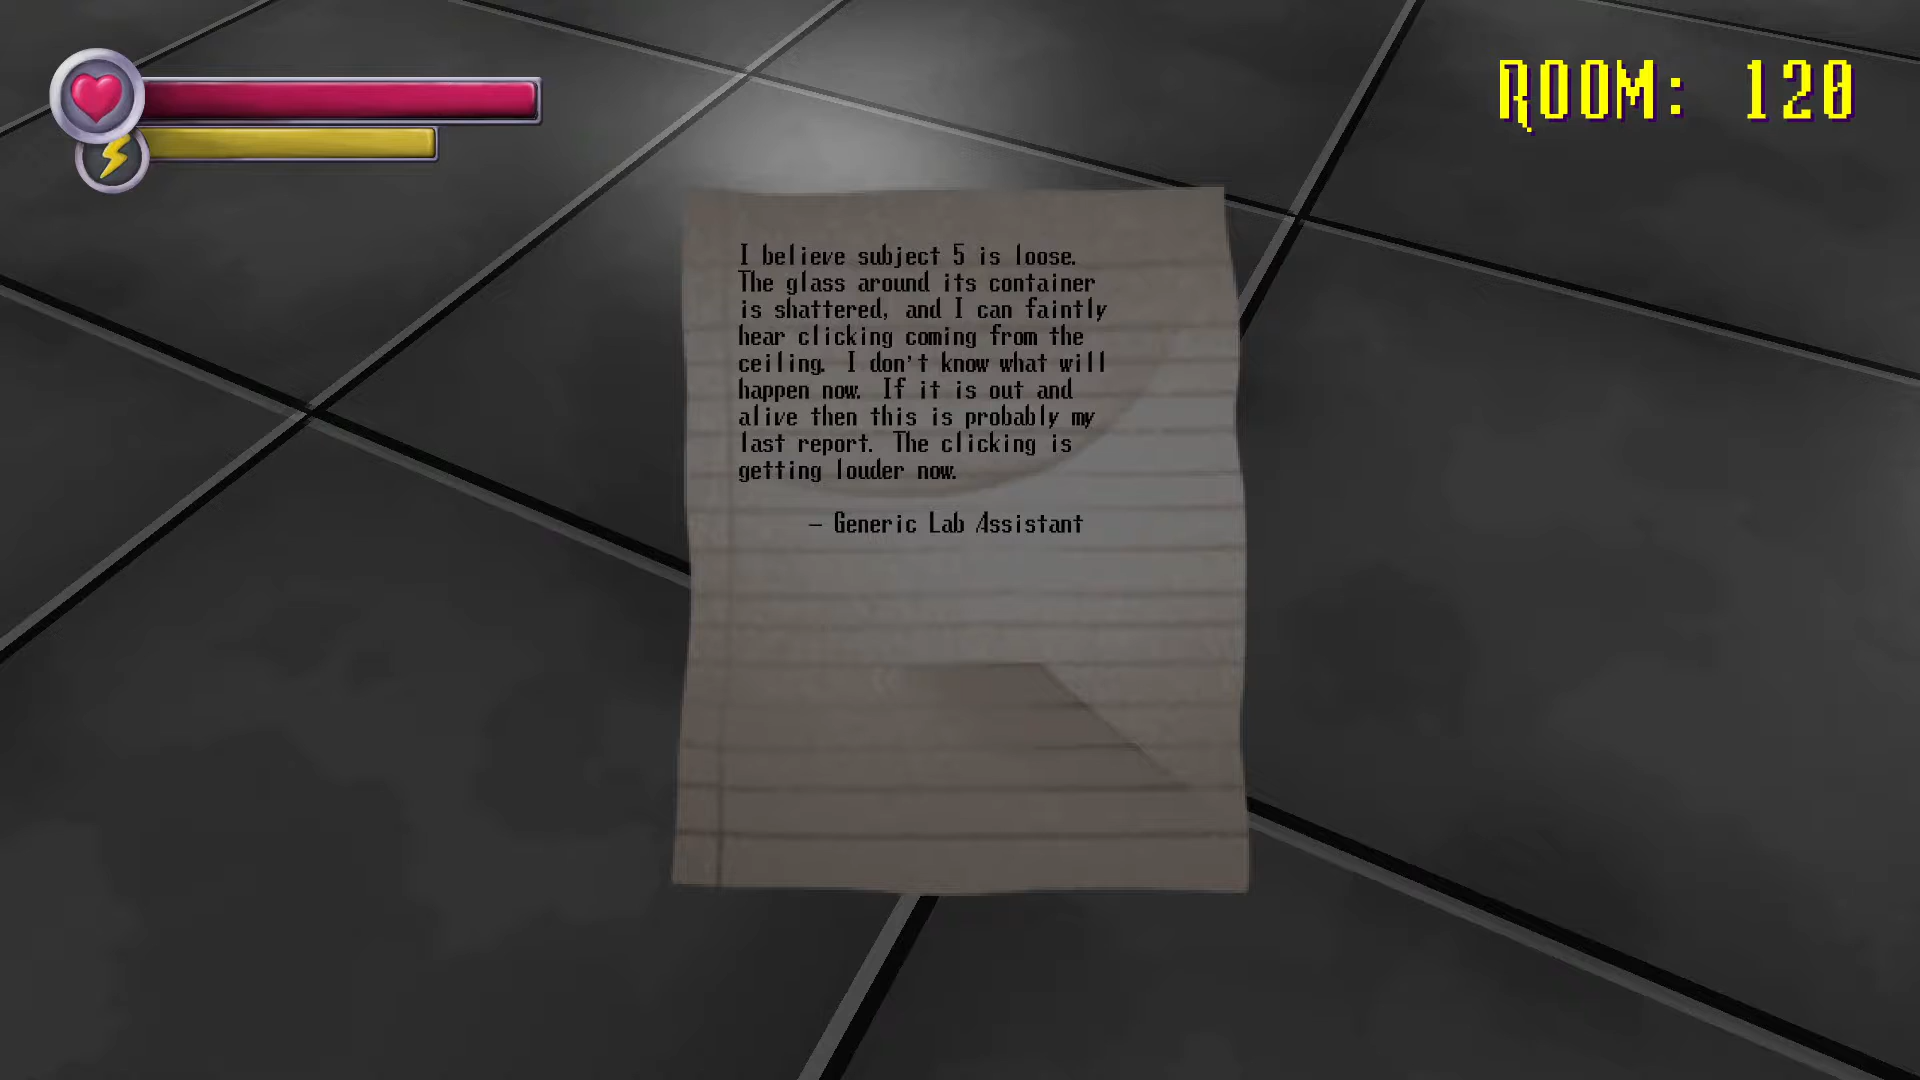 ROOM: 120
I believe subject 5 is loose.
The glass around its container
is shattered, and I can faintly
hear clicking coming from the
ceiling. I don't know what will
happen now. If it is out and
alive then this is probably my
last report. The clicking is
getting louder now.
- Generic Lab Assistant